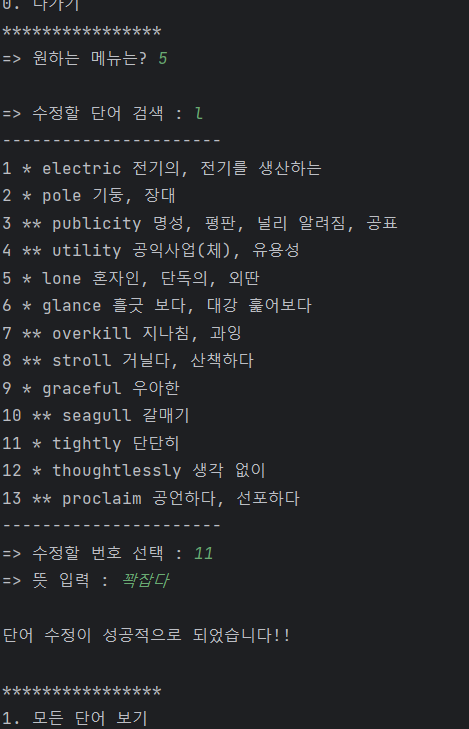 0. 나가기
****************
=> 원하는 메뉴는? 5
=> 수정할 단어 검색 : l
----------------------
1 * electric 전기의, 전기를 생산하는
2 * pole 기둥, 장대
3 ** publicity 명성, 평판, 널리 알려짐, 공표
4 ** utility 공익사업(체), 유용성
5 * lone 혼자인, 단독의, 외딴
6 * glance 흘긋 보다, 대강 훑어보다
7 ** overkill 지나침, 과잉
8 ** stroll 거닐다, 산책하다
9 * graceful 우아한
10 ** seagull 갈매기
11 * tightly 단단히
12 * thoughtlessly 생각 없이
13 ** proclaim 공언하다, 선포하다
----------------------
=> 수정할 번호 선택 : 11
=> 뜻 입력 : 꽉잡다
단어 수정이 성공적으로 되었습니다!!
****************
1. 모든 단어 보기